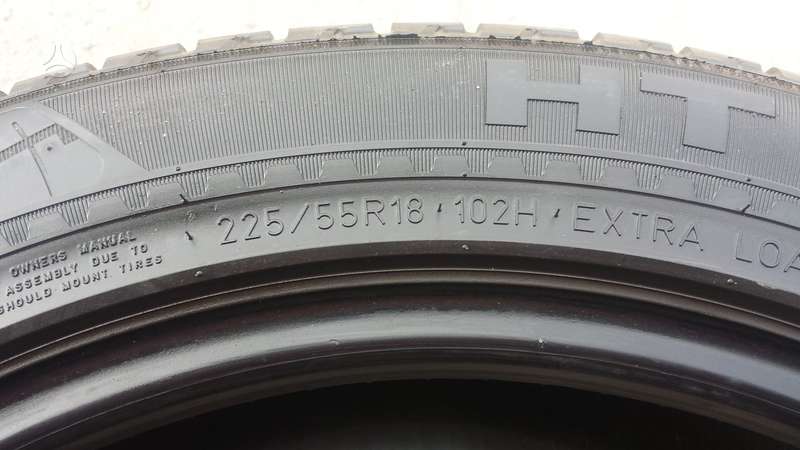 HT
225/55R18 102H EXTRA LOA
OWNERS MANUAL
ASSEMBLY DUE TO
SHOULD MOUNT TIRES